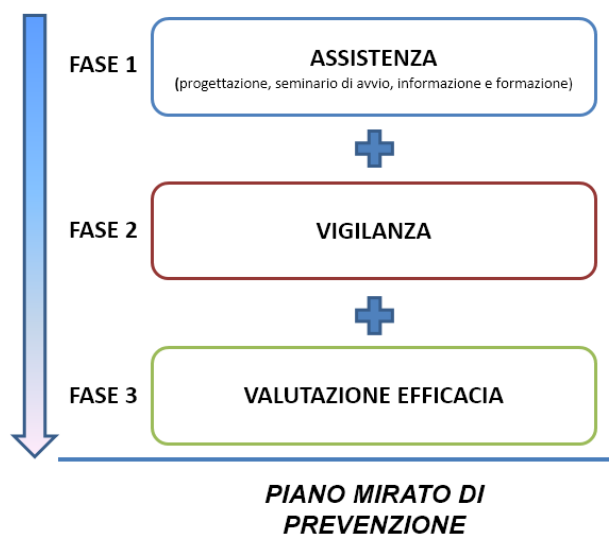 FASE 1
ASSISTENZA
(progettazione, seminario di avvio, informazione e formazione)
FASE 2
VIGILANZA
FASE 3
VALUTAZIONE EFFICACIA
PIANO MIRATO DI
PREVENZIONE